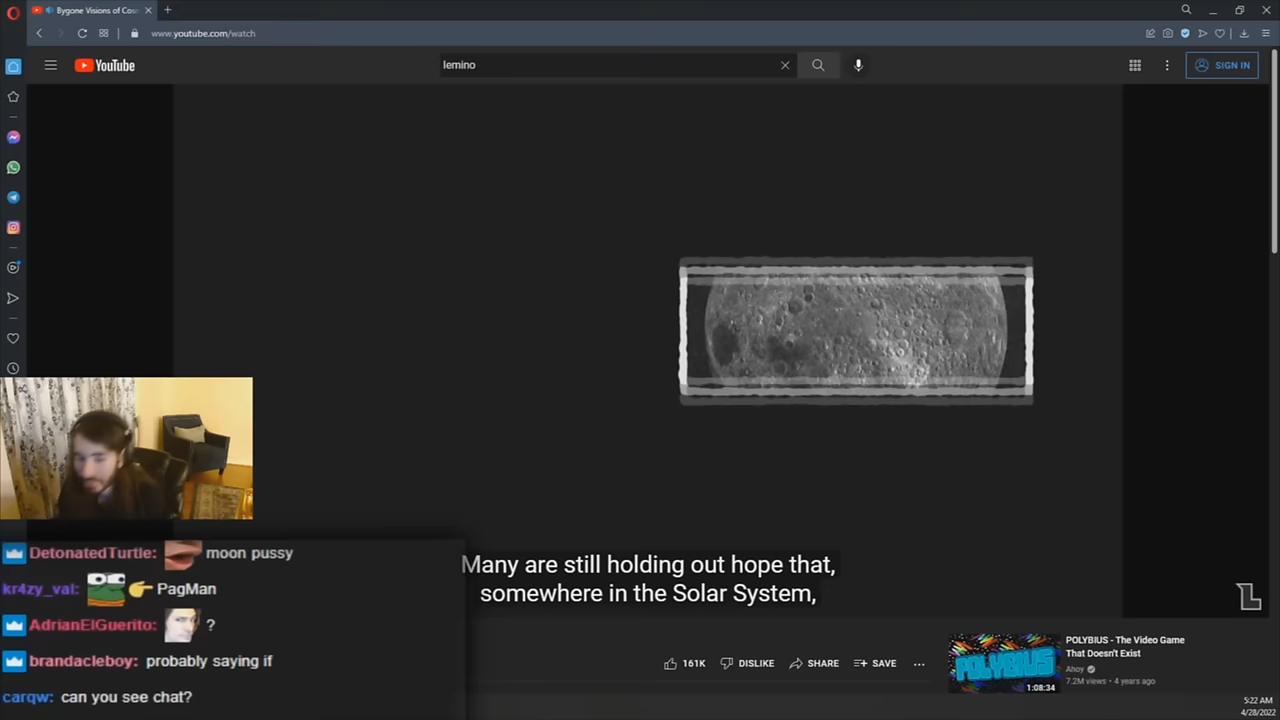 Bygone Visions of Cosr
www.youtube.com/watch
YouTube
lemino
SIGN IN
Many are still holding out hope that,
somewhere in the Solar System,
DetonatedTurtle: moon pussy
kr4zy_val: PagMan
AdrianElGuerito: ?
brandacleboy: probably saying if
carqw: can you see chat?
161K
DISLIKE
SHARE
SAVE
POLYBIUS - The Video Game
That Doesn't Exist
Ahoy
7.2M views • 4 years ago
POLYBIUS
1:08:34
5:22 AM
4/28/2022